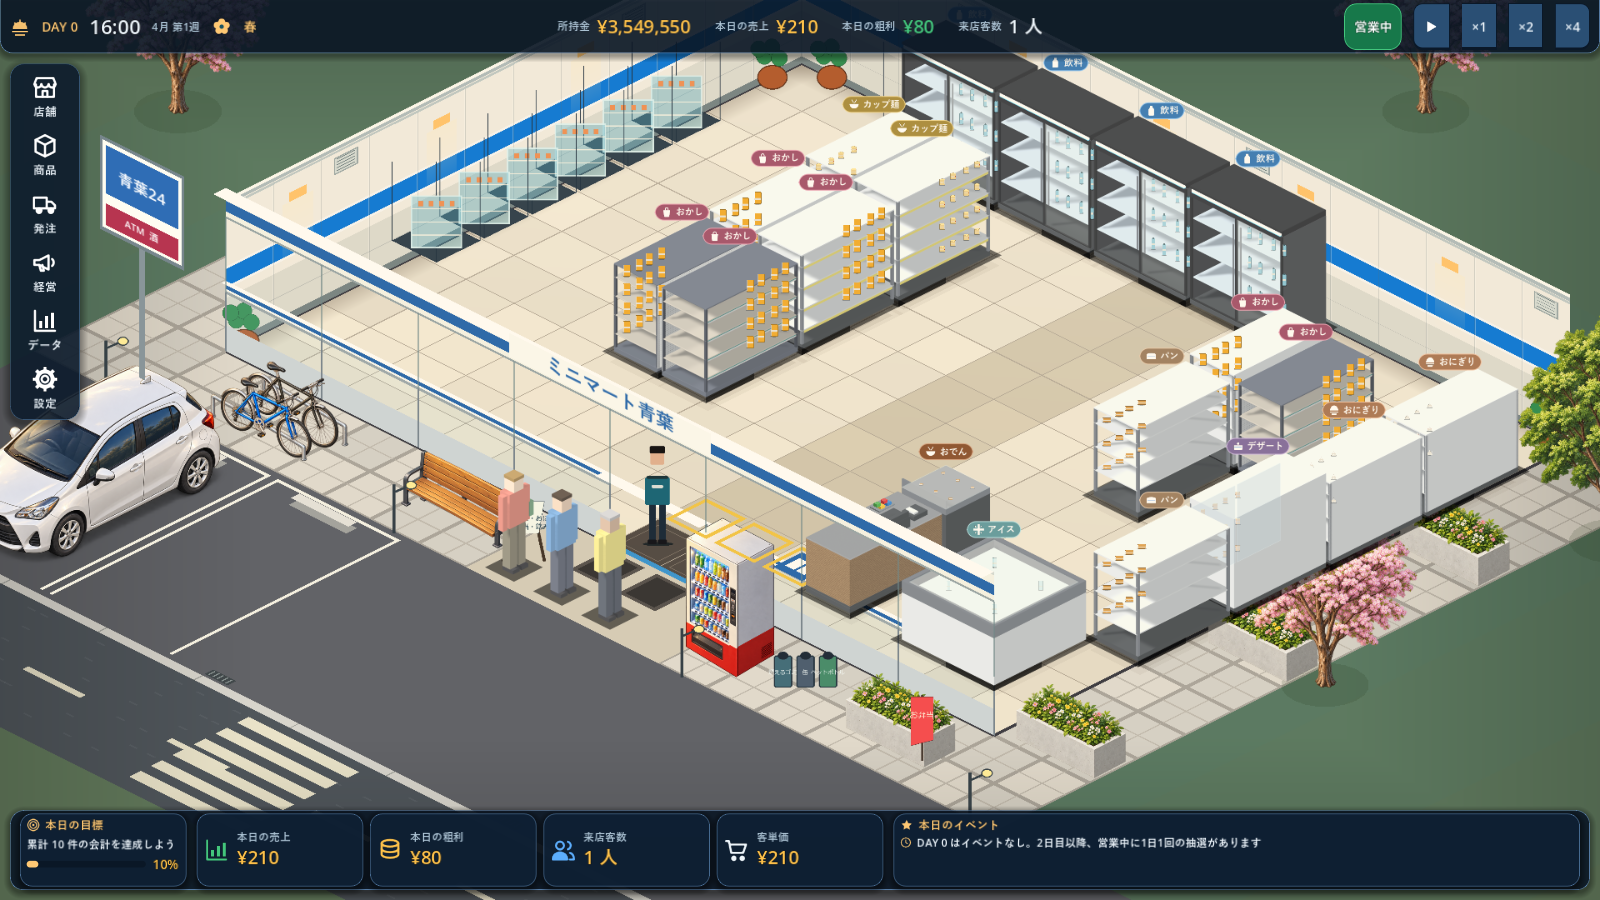 DAY 0 16:00 4月 第1週 春
所持金 ¥3,549,550 本日の売上 ¥210 本日の粗利 ¥80 来店客数 1 人
営業中 ×1 ×2 ×4
店舗
商品
発注
経営
データ
設定
青葉24
ATM 酒
飲料
カップ麺
飲料
カップ麺
おかし
飲料
おかし
おかし
おかし
おかし
おかし
パン
おにぎり
おにぎり
デザート
おでん
パン
アイス
ミニマート青葉
お弁当
本日の目標
累計 10 件の会計を達成しよう
10%
本日の売上
¥210
本日の粗利
¥80
来店客数
1 人
客単価
¥210
本日のイベント
DAY 0 はイベントなし。2日目以降、営業中に1日1回の抽選があります